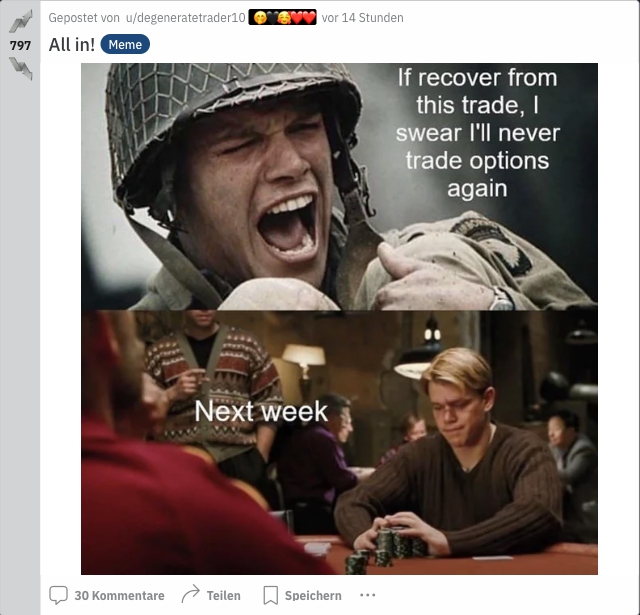 Gepostet von u/degeneratetrader10 🤭🖤🥰❤️❤️ vor 14 Stunden
797
All in! Meme
If recover from
this trade, I
swear I'll never
trade options
again
Next week
30 Kommentare Teilen Speichern